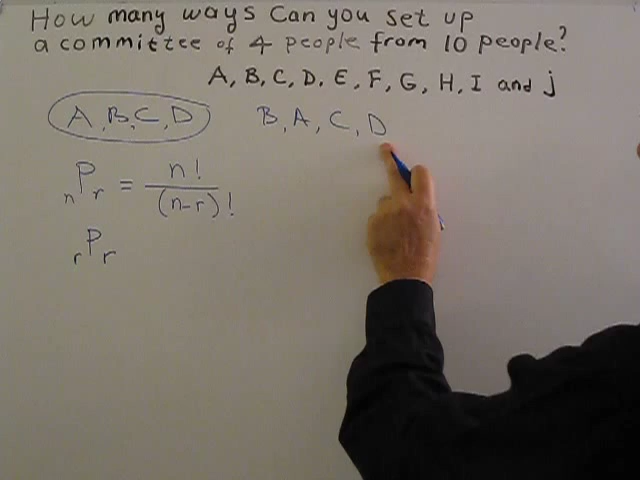 How many ways Can you set up
a committee of 4 people from 10 people?
A, B, C, D, E, F, G, H, I and j
A, B, C, D B, A, C, D
nPr = n! / (n-r)!
rPr